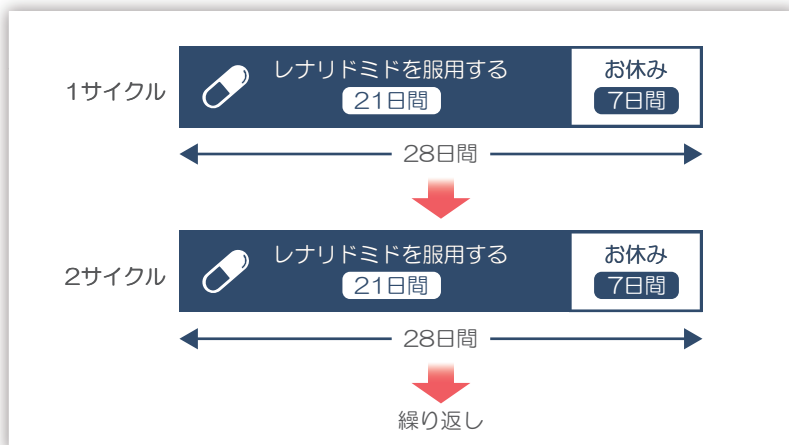 1サイクル
レナリドミドを服用する
21日間
お休み
7日間
28日間
2サイクル
レナリドミドを服用する
21日間
お休み
7日間
28日間
繰り返し